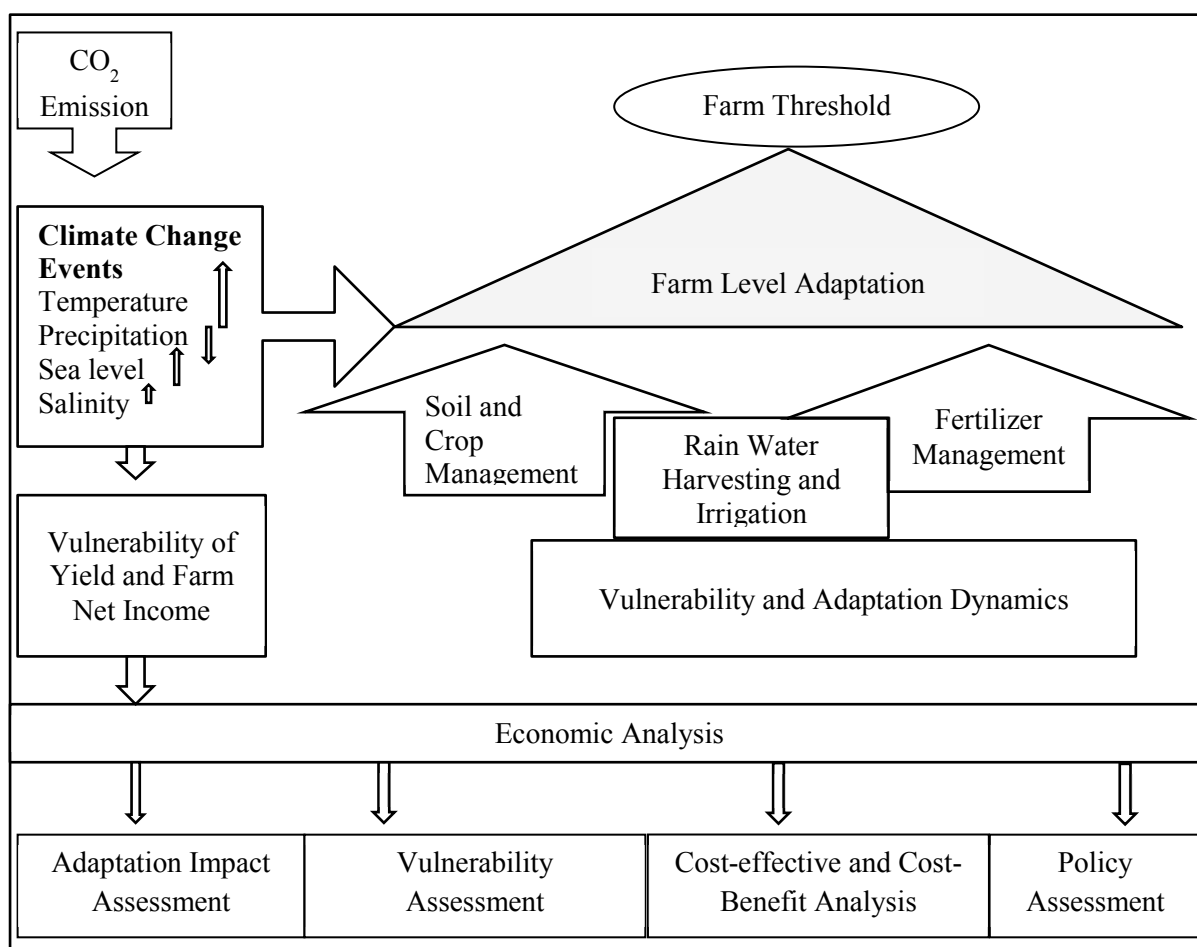 CO₂
Emission
Farm Threshold
Climate Change
Events
Temperature
Precipitation
Sea level
Salinity
Farm Level Adaptation
Soil and
Crop
Management
Rain Water
Harvesting and
Irrigation
Fertilizer
Management
Vulnerability of
Yield and Farm
Net Income
Vulnerability and Adaptation Dynamics
Economic Analysis
Adaptation Impact
Assessment
Vulnerability
Assessment
Cost-effective and Cost-
Benefit Analysis
Policy
Assessment